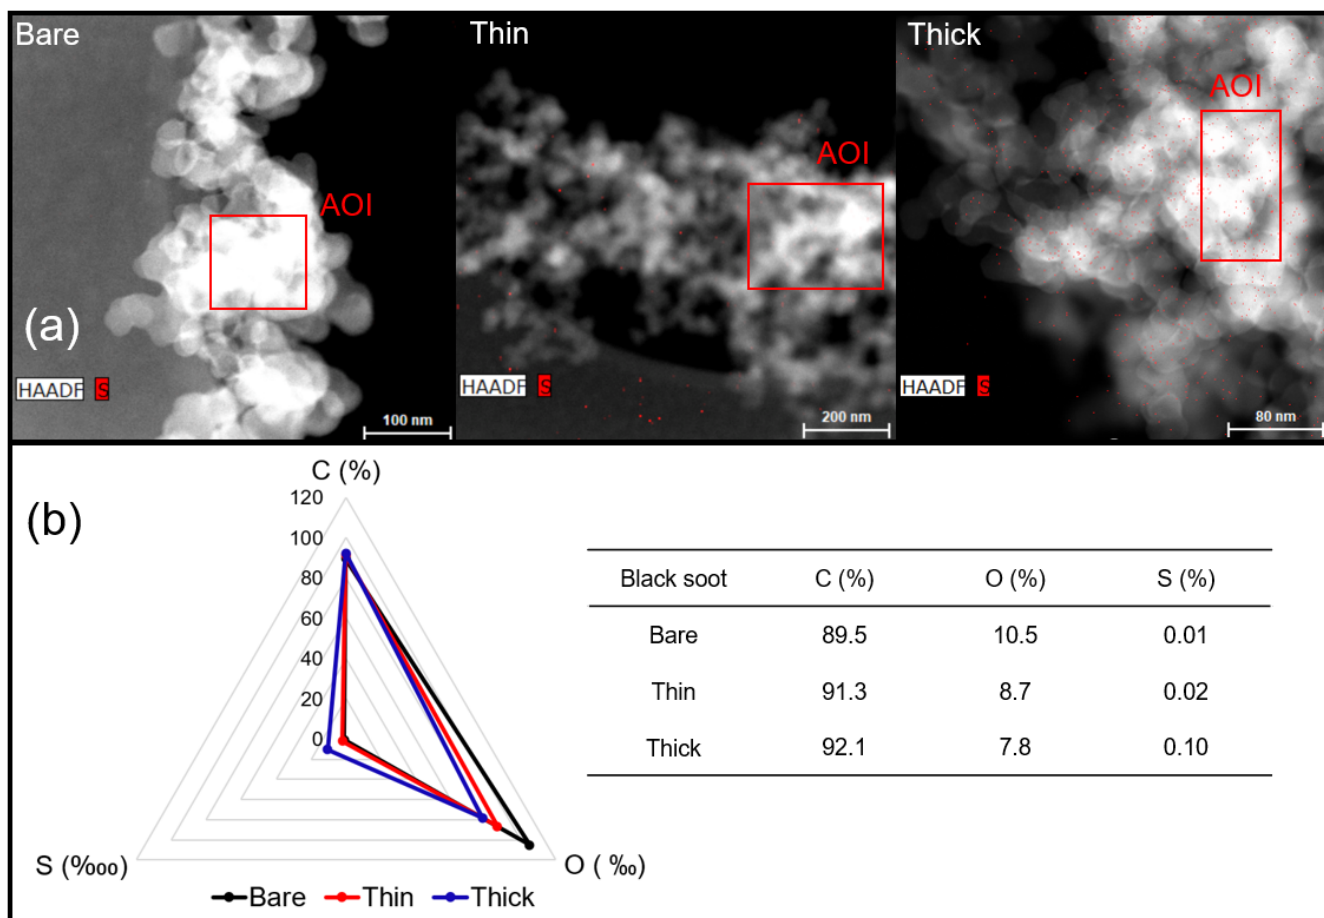 Bare
Thin
Thick
AOI
AOI
AOI
(a)
HAADF S
HAADF S
HAADF S
100 nm
200 nm
80 nm
(b)
C (%)
120
100
80
60
40
20
0
S (%ooo)
O ( ‰)
Bare Thin Thick
Black soot C (%) O (%) S (%)
Bare 89.5 10.5 0.01
Thin 91.3 8.7 0.02
Thick 92.1 7.8 0.10